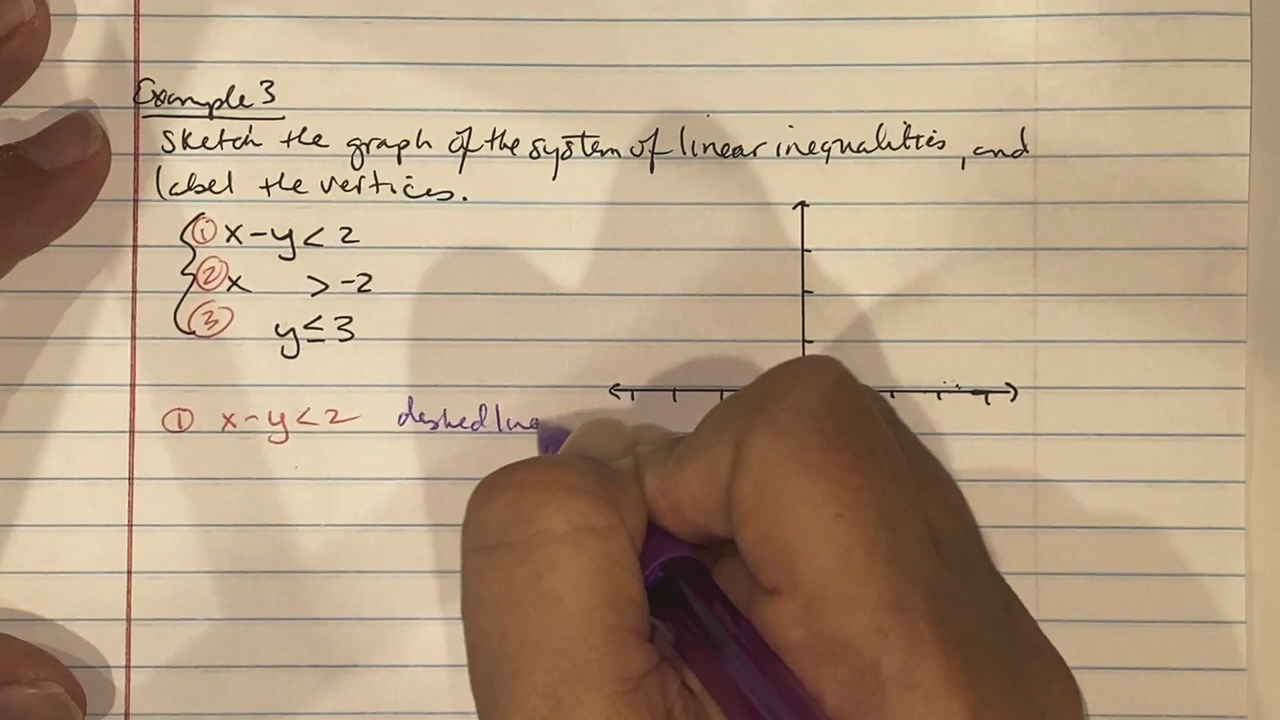 Example 3
Sketch the graph of the system of linear inequalities, and
label the vertices.
① x-y < 2
② x > -2
③ y ≤ 3
① x-y < 2 dashed line